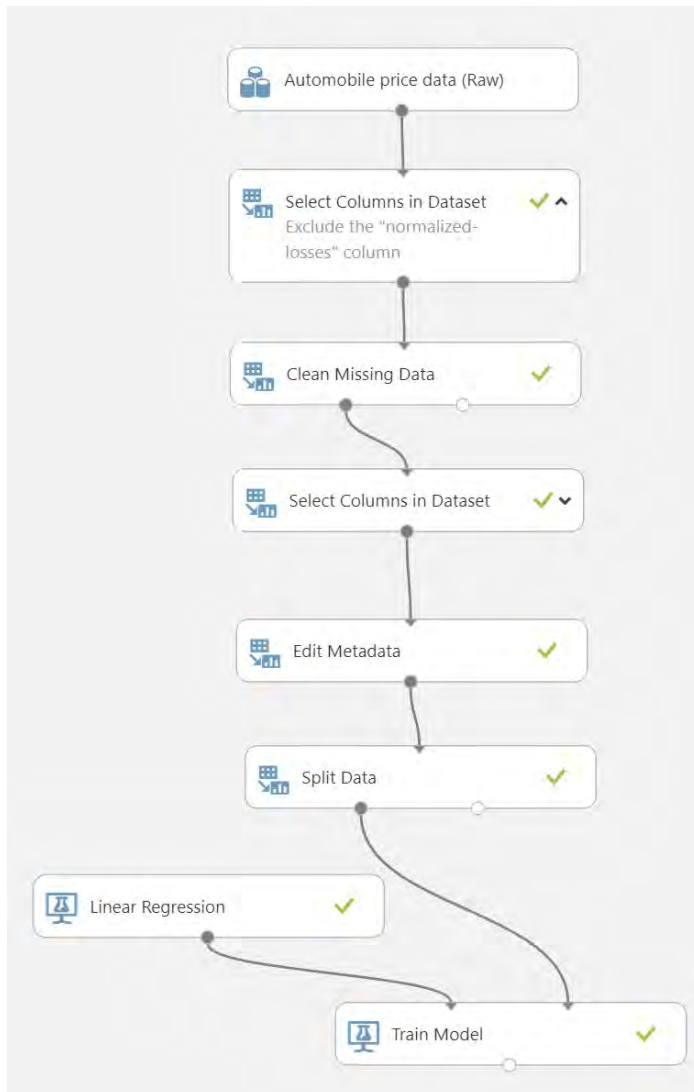 Automobile price data (Raw)
Select Columns in Dataset
Exclude the "normalized-
losses" column
Clean Missing Data
Select Columns in Dataset
Edit Metadata
Split Data
Linear Regression
Train Model